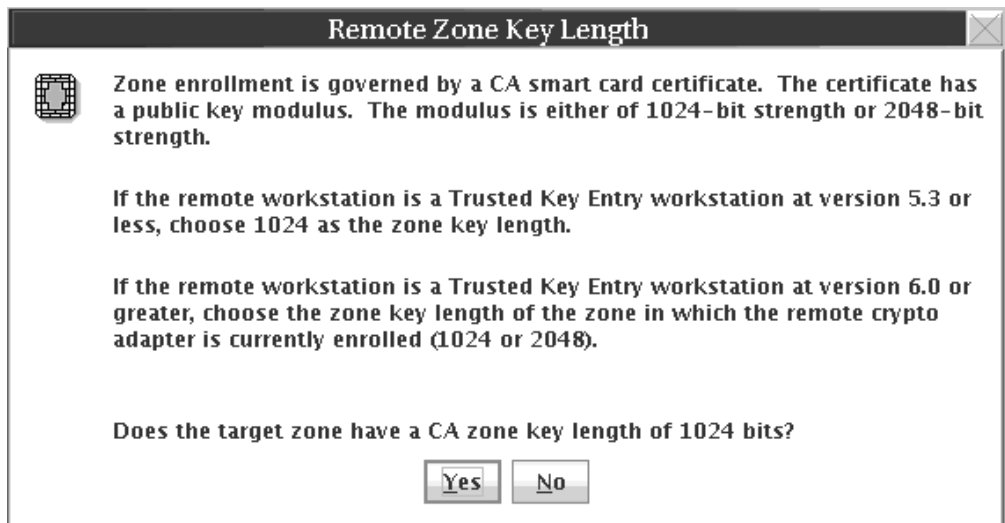 Remote Zone Key Length
Zone enrollment is governed by a CA smart card certificate. The certificate has
a public key modulus. The modulus is either of 1024-bit strength or 2048-bit
strength.
If the remote workstation is a Trusted Key Entry workstation at version 5.3 or
less, choose 1024 as the zone key length.
If the remote workstation is a Trusted Key Entry workstation at version 6.0 or
greater, choose the zone key length of the zone in which the remote crypto
adapter is currently enrolled (1024 or 2048).
Does the target zone have a CA zone key length of 1024 bits?
Yes No